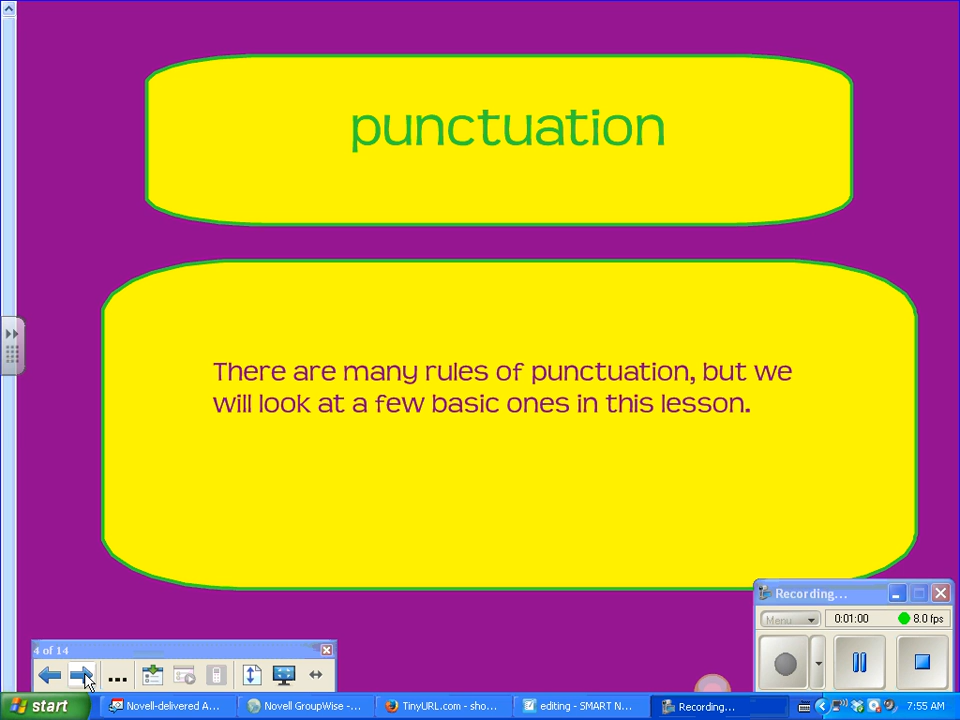 punctuation
There are many rules of punctuation, but we
will look at a few basic ones in this lesson.
Recording...
Menu
0:01:00
8.0 fps
4 of 14
start
Novell-delivered A...
Novell GroupWise -...
TinyURL.com - sho...
editing - SMART N...
Recording...
7:55 AM